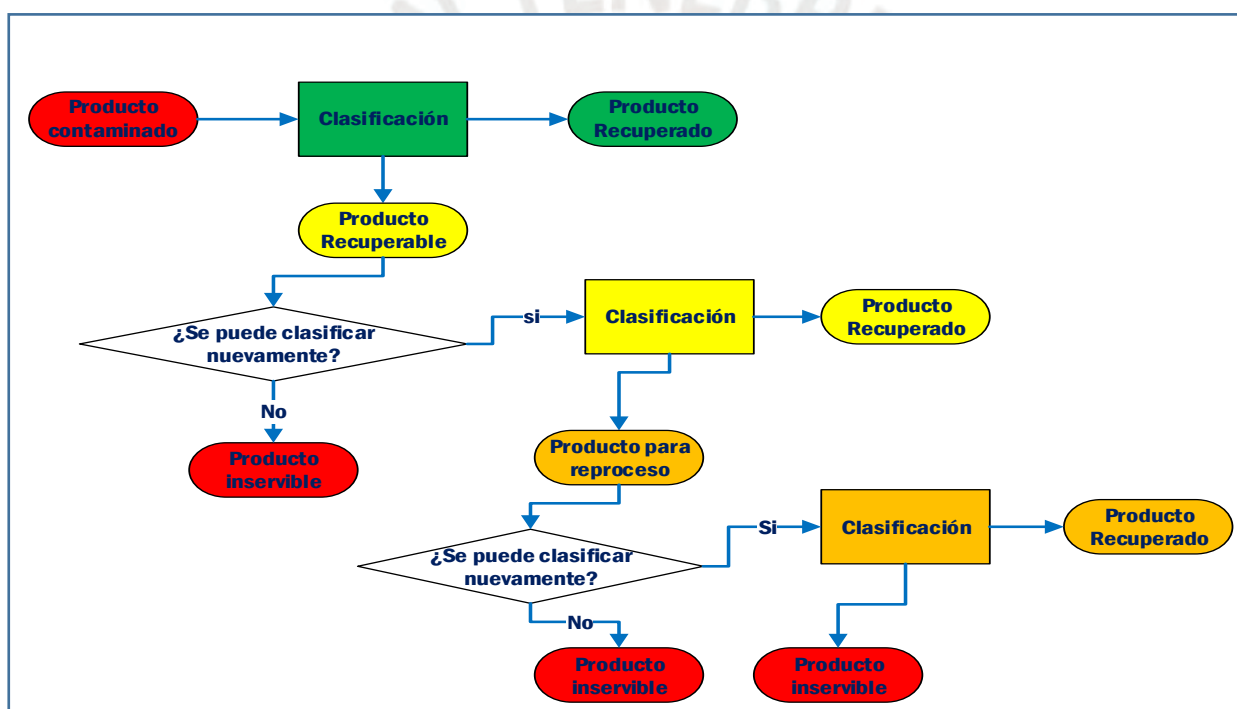 Producto
contaminado
Clasificación
Producto
Recuperado
Producto
Recuperable
¿Se puede clasificar
nuevamente?
si
Clasificación
Producto
Recuperado
No
Producto
inservible
Producto para
reproceso
¿Se puede clasificar
nuevamente?
Si
Clasificación
Producto
Recuperado
No
Producto
inservible
Producto
inservible